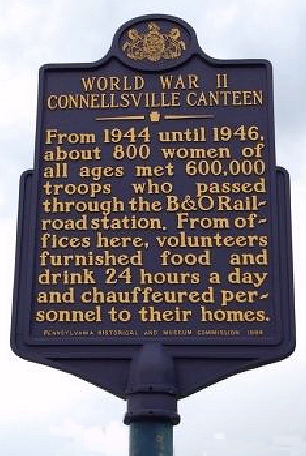 WORLD WAR II
CONNELLSVILLE CANTEEN
From 1944 until 1946,
about 800 women of
all ages met 600,000
troops who passed
through the B&O Rail-
road station. From of-
fices here, volunteers
furnished food and
drink 24 hours a day
and chauffeured per-
sonnel to their homes.
PENNSYLVANIA HISTORICAL AND MUSEUM COMMISSION 1994